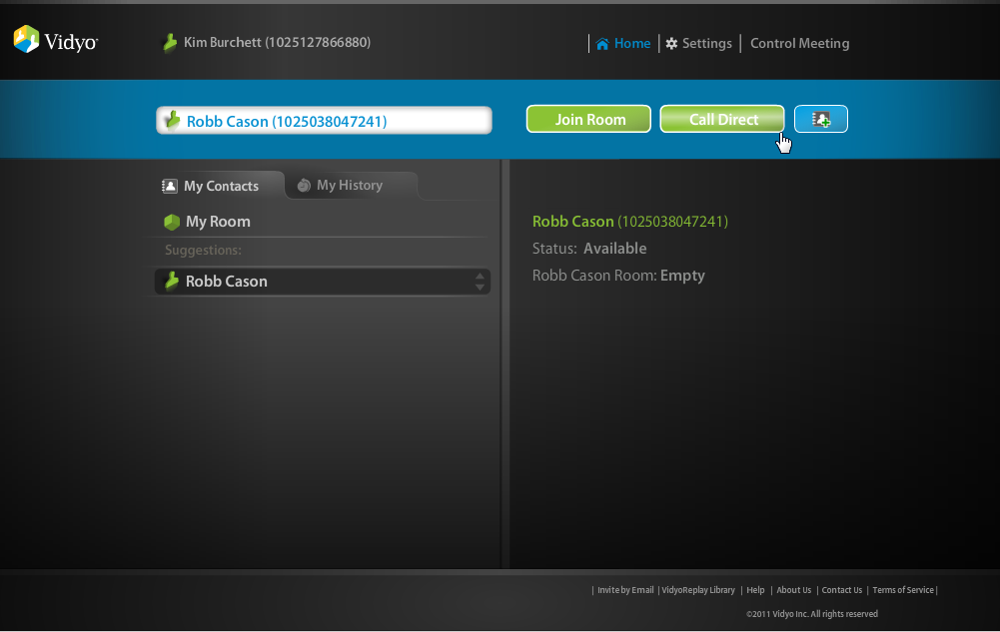 Vidyo
Kim Burchett (1025127866880)
| Home | Settings | Control Meeting
Robb Cason (1025038047241)
Join Room
Call Direct
My Contacts
My History
My Room
Suggestions:
Robb Cason
Robb Cason (1025038047241)
Status: Available
Robb Cason Room: Empty
| Invite by Email | VidyoReplay Library | Help | About Us | Contact Us | Terms of Service |
©2011 Vidyo Inc. All rights reserved